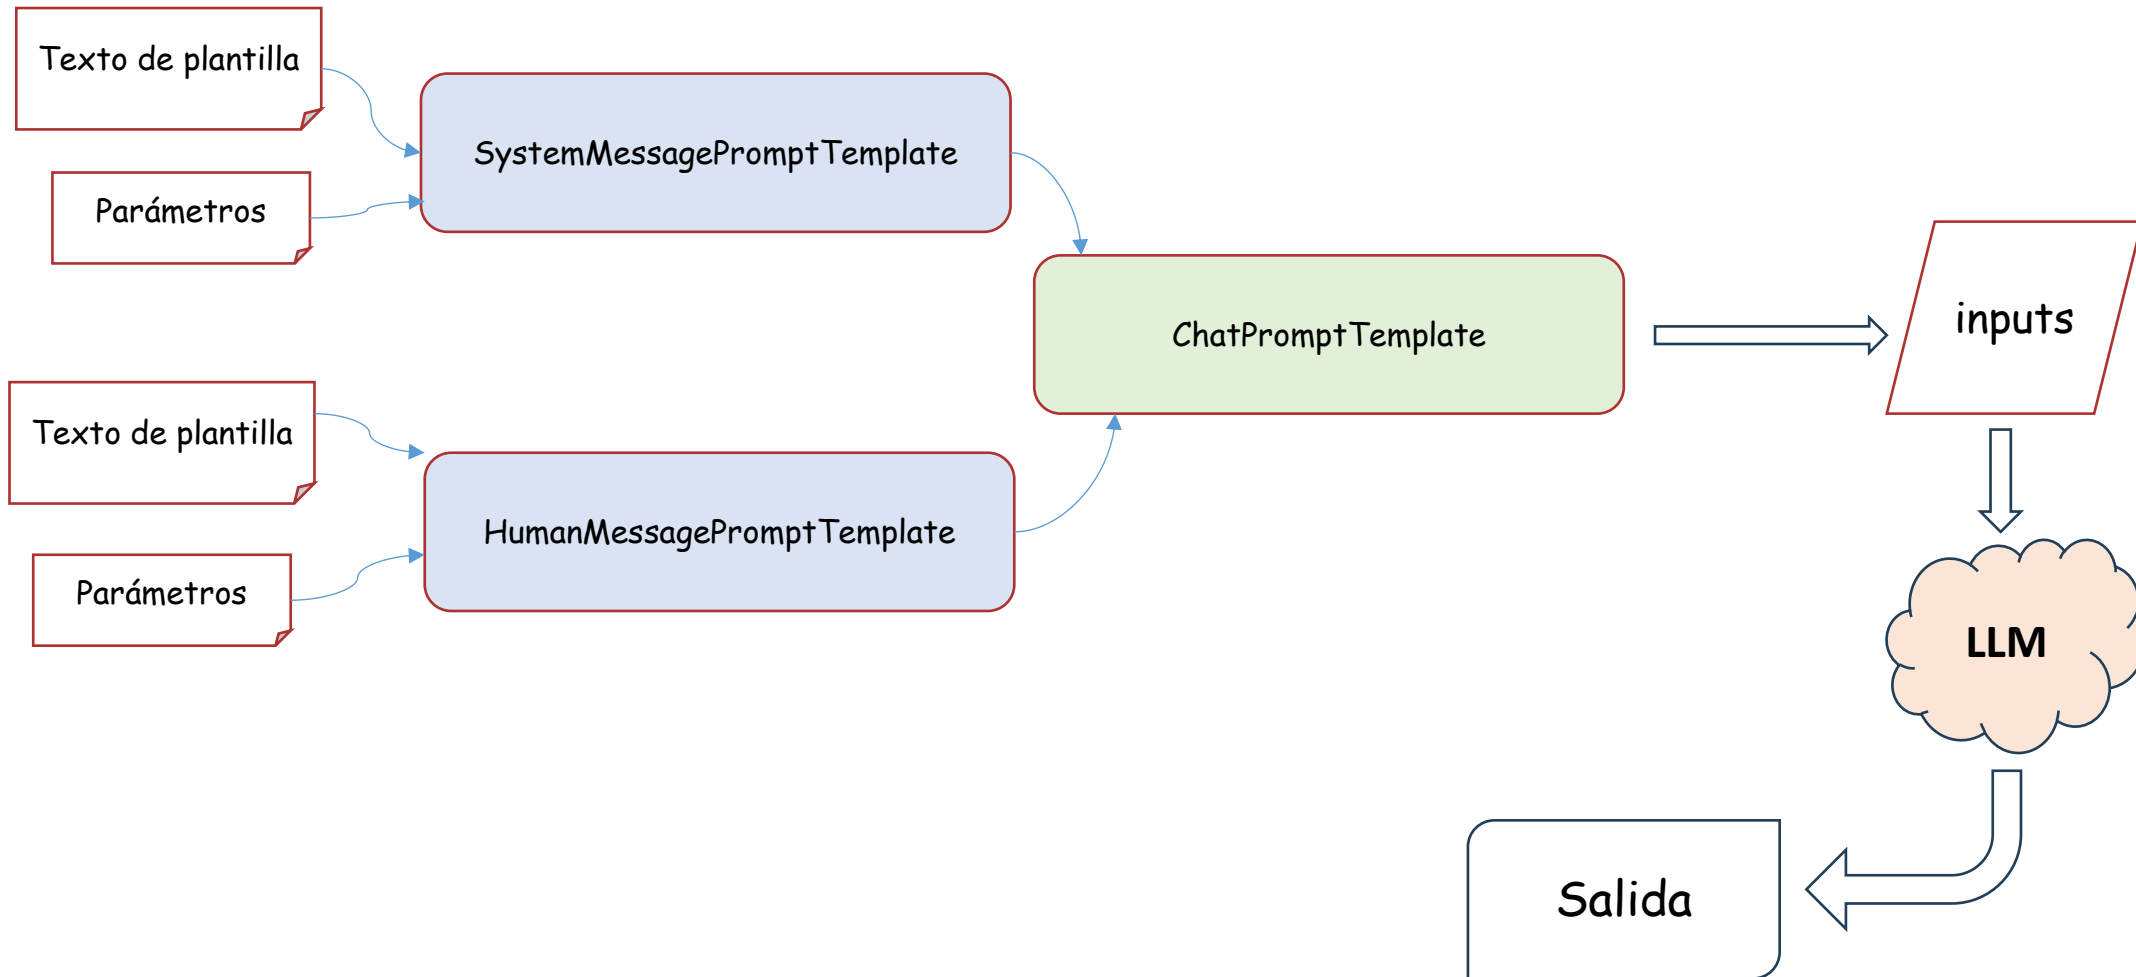 Texto de plantilla
SystemMessagePromptTemplate
Parámetros
ChatPromptTemplate
inputs
Texto de plantilla
HumanMessagePromptTemplate
Parámetros
LLM
Salida